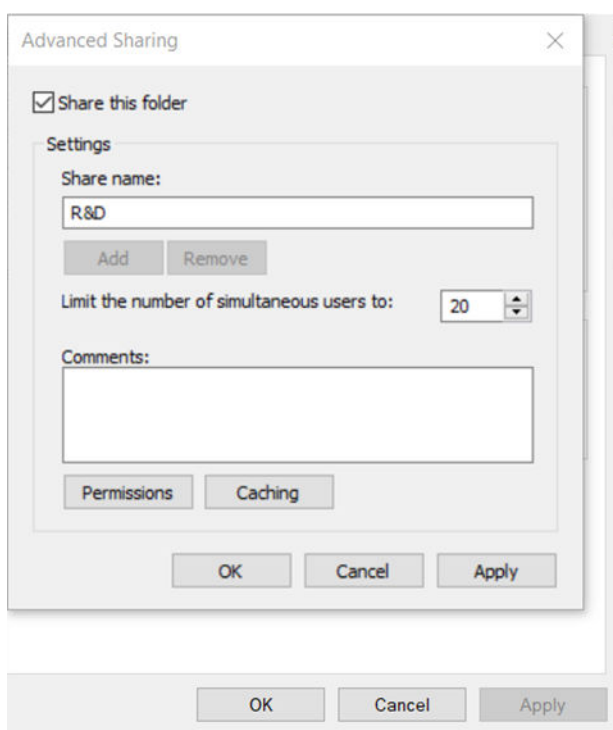 Advanced Sharing
Share this folder
Settings
Share name:
R&D
Add Remove
Limit the number of simultaneous users to: 20
Comments:
Permissions Caching
OK Cancel Apply
OK Cancel Apply